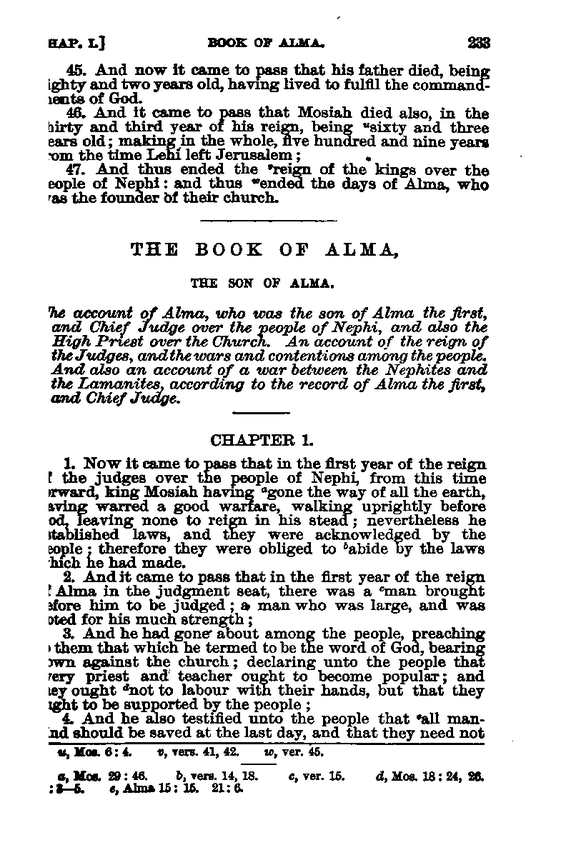 HAP. I.] BOOK OF ALMA. 233
45. And now it came to pass that his father died, being
ighty and two years old, having lived to fulfil the command-
ients of God.
46. And it came to pass that Mosiah died also, in the
hirty and third year of his reign, being ᵘsixty and three
ears old; making in the whole, five hundred and nine years
rom the time Lehi left Jerusalem;
47. And thus ended the ᵛreign of the kings over the
eople of Nephi: and thus ʷended the days of Alma, who
ras the founder of their church.
THE BOOK OF ALMA,
THE SON OF ALMA.
he account of Alma, who was the son of Alma the first,
and Chief Judge over the people of Nephi, and also the
High Priest over the Church. An account of the reign of
the Judges, and the wars and contentions among the people.
And also an account of a war between the Nephites and
the Lamanites, according to the record of Alma the first,
and Chief Judge.
CHAPTER 1.
1. Now it came to pass that in the first year of the reign
f the judges over the people of Nephi, from this time
orward, king Mosiah having ᵃgone the way of all the earth,
aving warred a good warfare, walking uprightly before
od, leaving none to reign in his stead; nevertheless he
stablished laws, and they were acknowledged by the
eople; therefore they were obliged to ᵇabide by the laws
hich he had made.
2. And it came to pass that in the first year of the reign
f Alma in the judgment seat, there was a ᶜman brought
efore him to be judged; a man who was large, and was
oted for his much strength;
3. And he had gone about among the people, preaching
o them that which he termed to be the word of God, bearing
own against the church; declaring unto the people that
very priest and teacher ought to become popular; and
ey ought ᵈnot to labour with their hands, but that they
ught to be supported by the people;
4. And he also testified unto the people that ᵉall man-
nd should be saved at the last day, and that they need not
u, Mos. 6:4. v, vers. 41, 42. w, ver. 45.
a, Mos. 29:46. b, vers. 14, 18. c, ver. 15. d, Mos. 18:24, 26.
:3—5. e, Alma 15:15. 21:6.